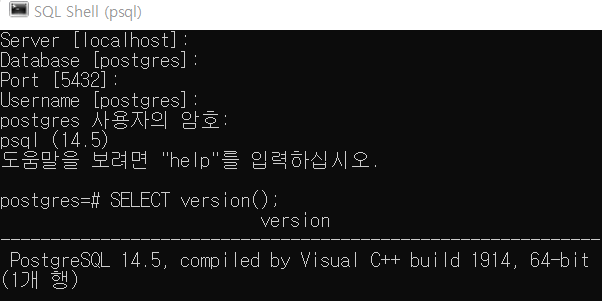 SQL Shell (psql)
Server [localhost]:
Database [postgres]:
Port [5432]:
Username [postgres]:
postgres 사용자의 암호:
psql (14.5)
도움말을 보려면 "help"를 입력하십시오.
postgres=# SELECT version();
version
------------------------------------------------------------
PostgreSQL 14.5, compiled by Visual C++ build 1914, 64-bit
(1개 행)